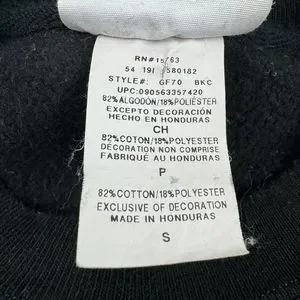 RN#15763
54 19I 580182
STYLE#: GF70 BKC
UPC:090563357420
82%ALGODÓN/18%POLIÉSTER
EXCEPTO DECORACIÓN
HECHO EN HONDURAS
CH
82%COTON/18%POLYESTER
DÉCORATION NON COMPRISE
FABRIQUÉ AU HONDURAS
P
82%COTTON/18%POLYESTER
EXCLUSIVE OF DECORATION
MADE IN HONDURAS
S